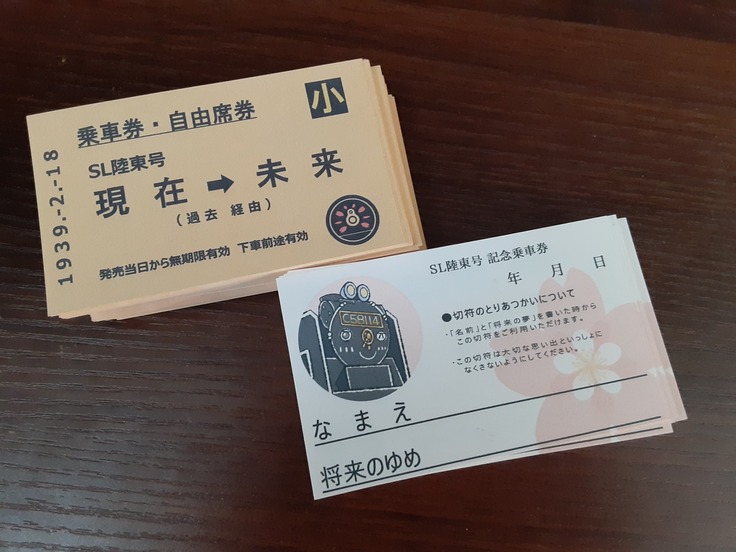 1939.-2.-18
乗車券・自由席券
小
SL陸東号
現在➡未来
(過去 経由)
8
発売当日から無期限有効 下車前途有効
SL陸東号 記念乗車券
年 月 日
C58114
●切符のとりあつかいについて
・「名前」と「将来の夢」を書いた時から
この切符をご利用いただけます。
・この切符は大切な思い出といっしょに
なくさないようにしてください。
なまえ
将来のゆめ